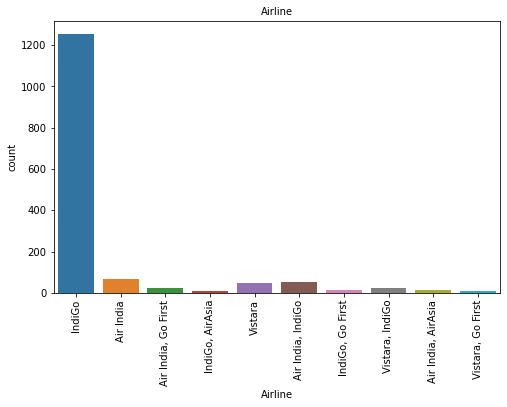 Airline
count
1200
1000
800
600
400
200
0
IndiGo
Air India
Air India, Go First
IndiGo, AirAsia
Vistara
Air India, IndiGo
IndiGo, Go First
Vistara, IndiGo
Air India, AirAsia
Vistara, Go First
Airline